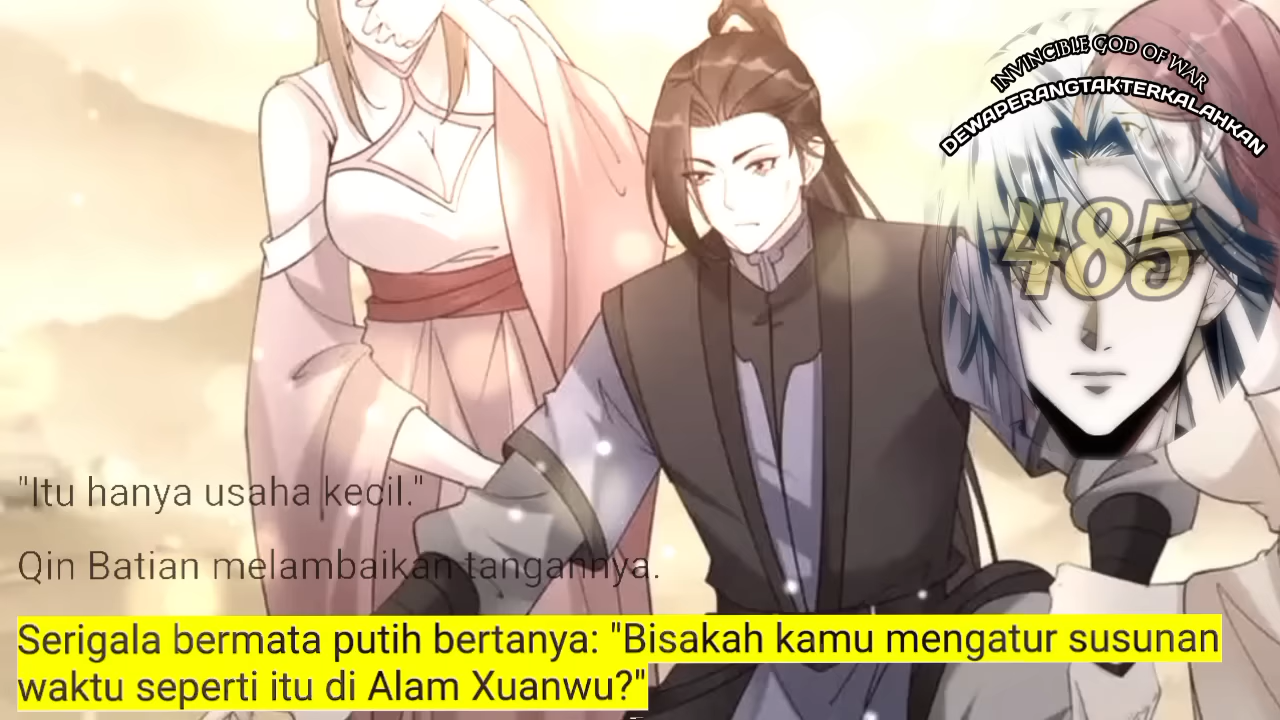 INVINCIBLE GOD OF WAR
DEWAPERANGTAKTERKALAHKAN
485
"Itu hanya usaha kecil."
Qin Batian melambaikan tangannya.
Serigala bermata putih bertanya: "Bisakah kamu mengatur susunan
waktu seperti itu di Alam Xuanwu?"